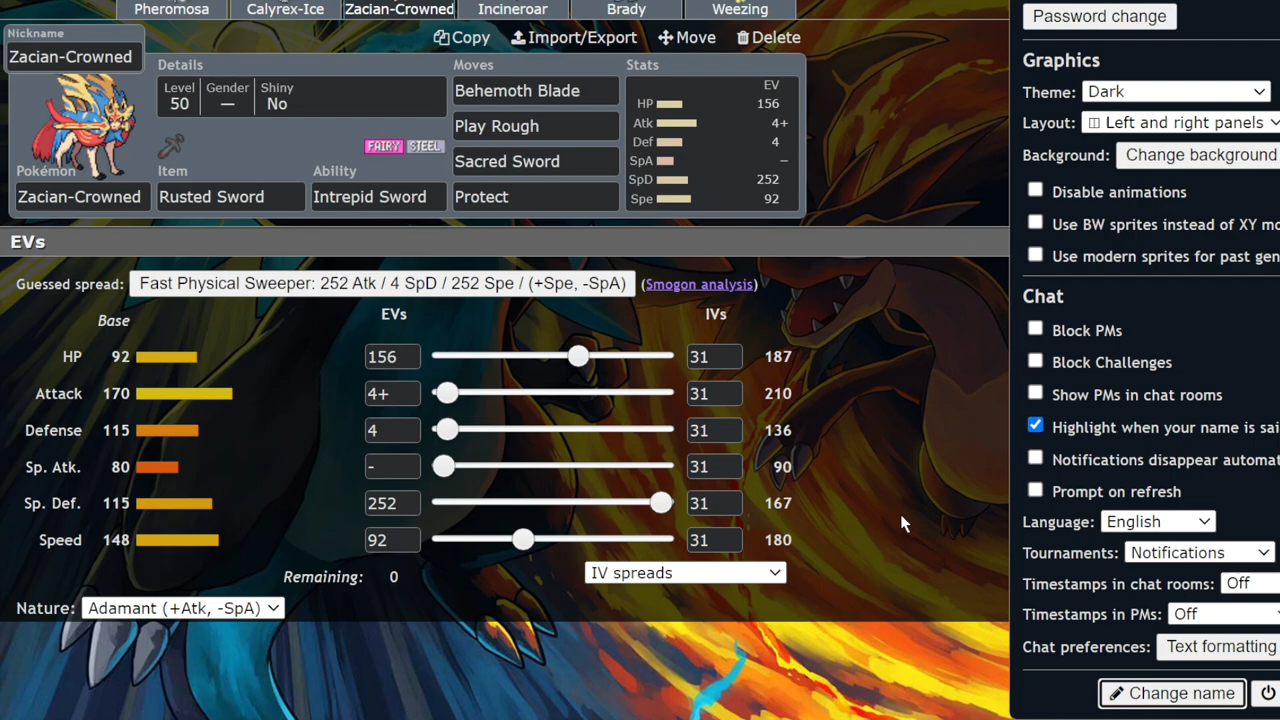 Pheromosa Calyrex-Ice Zacian-Crowned Incineroar Brady Weezing
Nickname
Zacian-Crowned
Copy Import/Export Move Delete
Details
Level Gender Shiny
50 — No
FAIRY STEEL
Pokémon Item Ability
Zacian-Crowned Rusted Sword Intrepid Sword
Moves
Behemoth Blade
Play Rough
Sacred Sword
Protect
Stats
EV
HP 156
Atk 4+
Def 4
SpA –
SpD 252
Spe 92
EVs
Guessed spread: Fast Physical Sweeper: 252 Atk / 4 SpD / 252 Spe / (+Spe, -SpA) (Smogon analysis)
Base EVs IVs
HP 92 156 31 187
Attack 170 4+ 31 210
Defense 115 4 31 136
Sp. Atk. 80 - 31 90
Sp. Def. 115 252 31 167
Speed 148 92 31 180
Remaining: 0 IV spreads
Nature: Adamant (+Atk, -SpA)
Password change
Graphics
Theme: Dark
Layout: Left and right panels
Background: Change background
Disable animations
Use BW sprites instead of XY mo
Use modern sprites for past gen
Chat
Block PMs
Block Challenges
Show PMs in chat rooms
Highlight when your name is sai
Notifications disappear automat
Prompt on refresh
Language: English
Tournaments: Notifications
Timestamps in chat rooms: Off
Timestamps in PMs: Off
Chat preferences: Text formatting
Change name